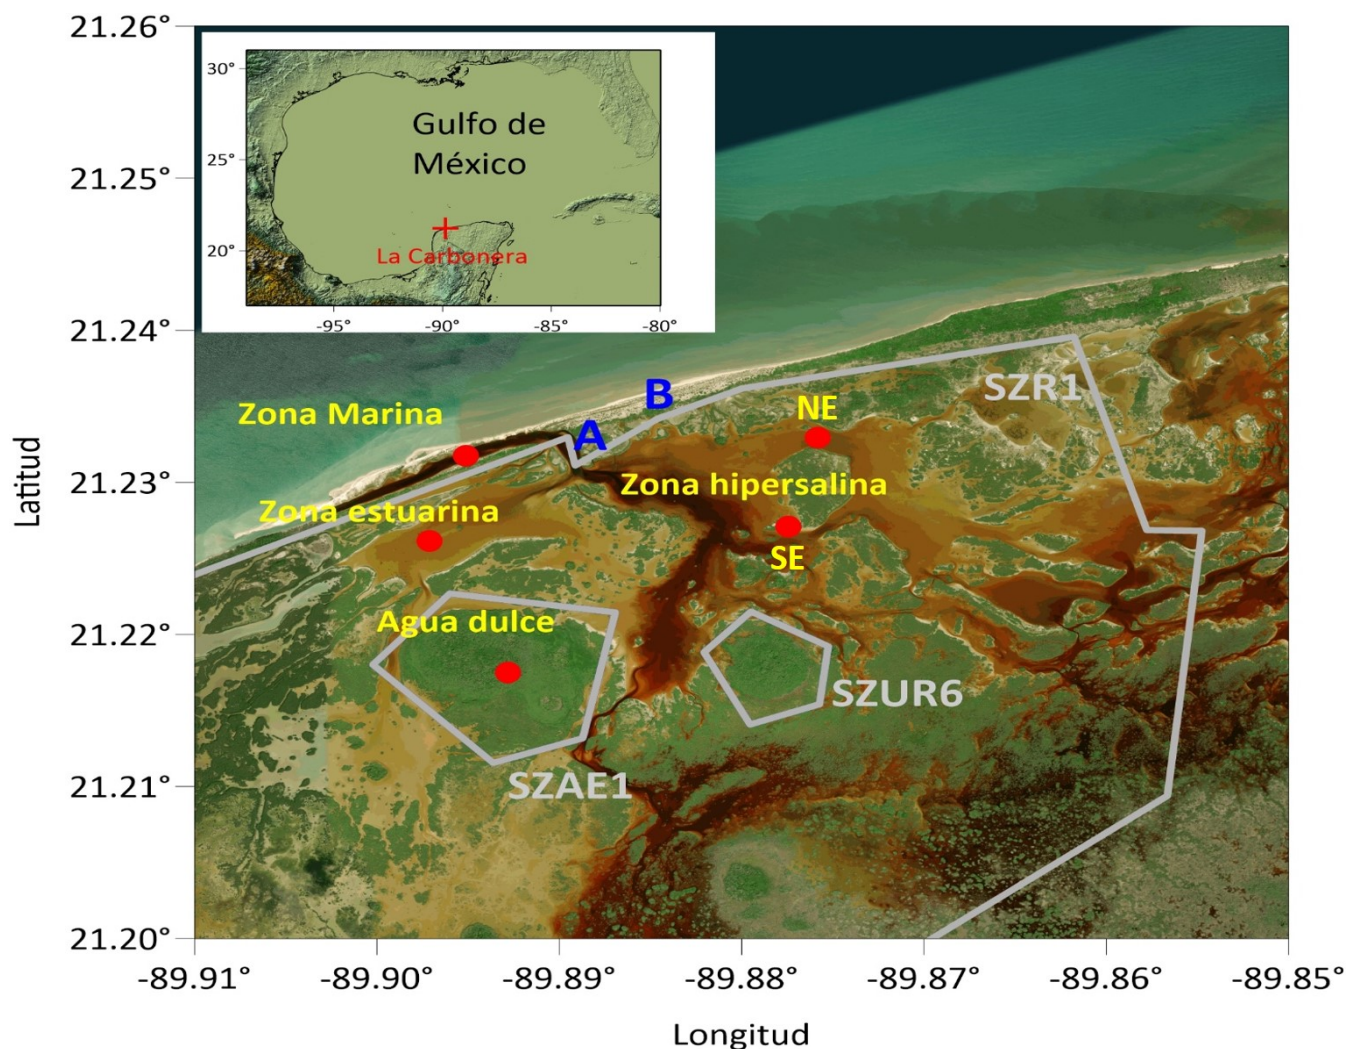 21.26°
21.25°
21.24°
21.23°
21.22°
21.21°
21.20°
Latitud
30°
25°
20°
Gulfo de
México
La Carbonera
-95°
-90°
-85°
-80°
Zona Marina
A
B
NE
SZR1
Zona hipersalina
Zona estuarina
SE
Agua dulce
SZUR6
SZAE1
-89.91°
-89.90°
-89.89°
-89.88°
-89.87°
-89.86°
-89.85°
Longitud